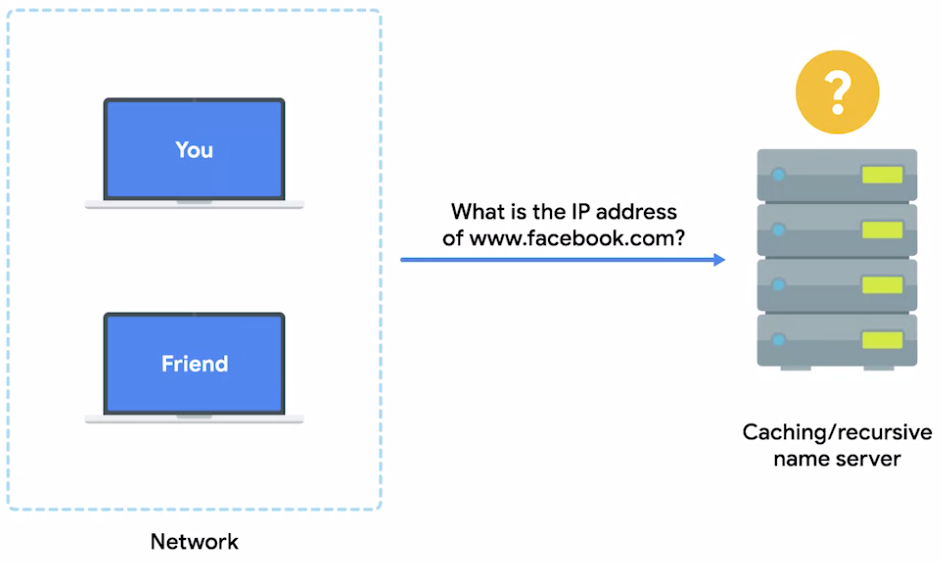 You
Friend
Network
What is the IP address
of www.facebook.com?
?
Caching/recursive
name server